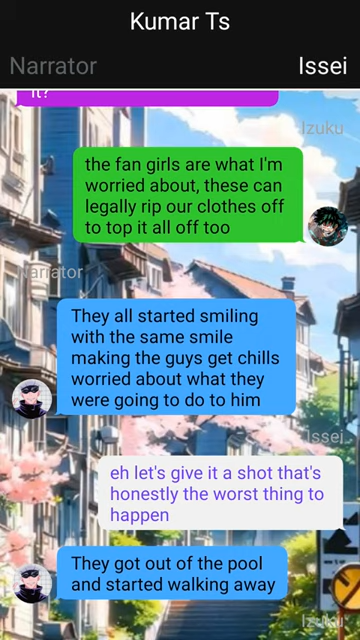 Kumar Ts
Narrator
Issei
it?
Izuku
the fan girls are what I'm
worried about, these can
legally rip our clothes off
to top it all off too
Narrator
They all started smiling
with the same smile
making the guys get chills
worried about what they
were going to do to him
Issei
eh let's give it a shot that's
honestly the worst thing to
happen
They got out of the pool
and started walking away
Izuku